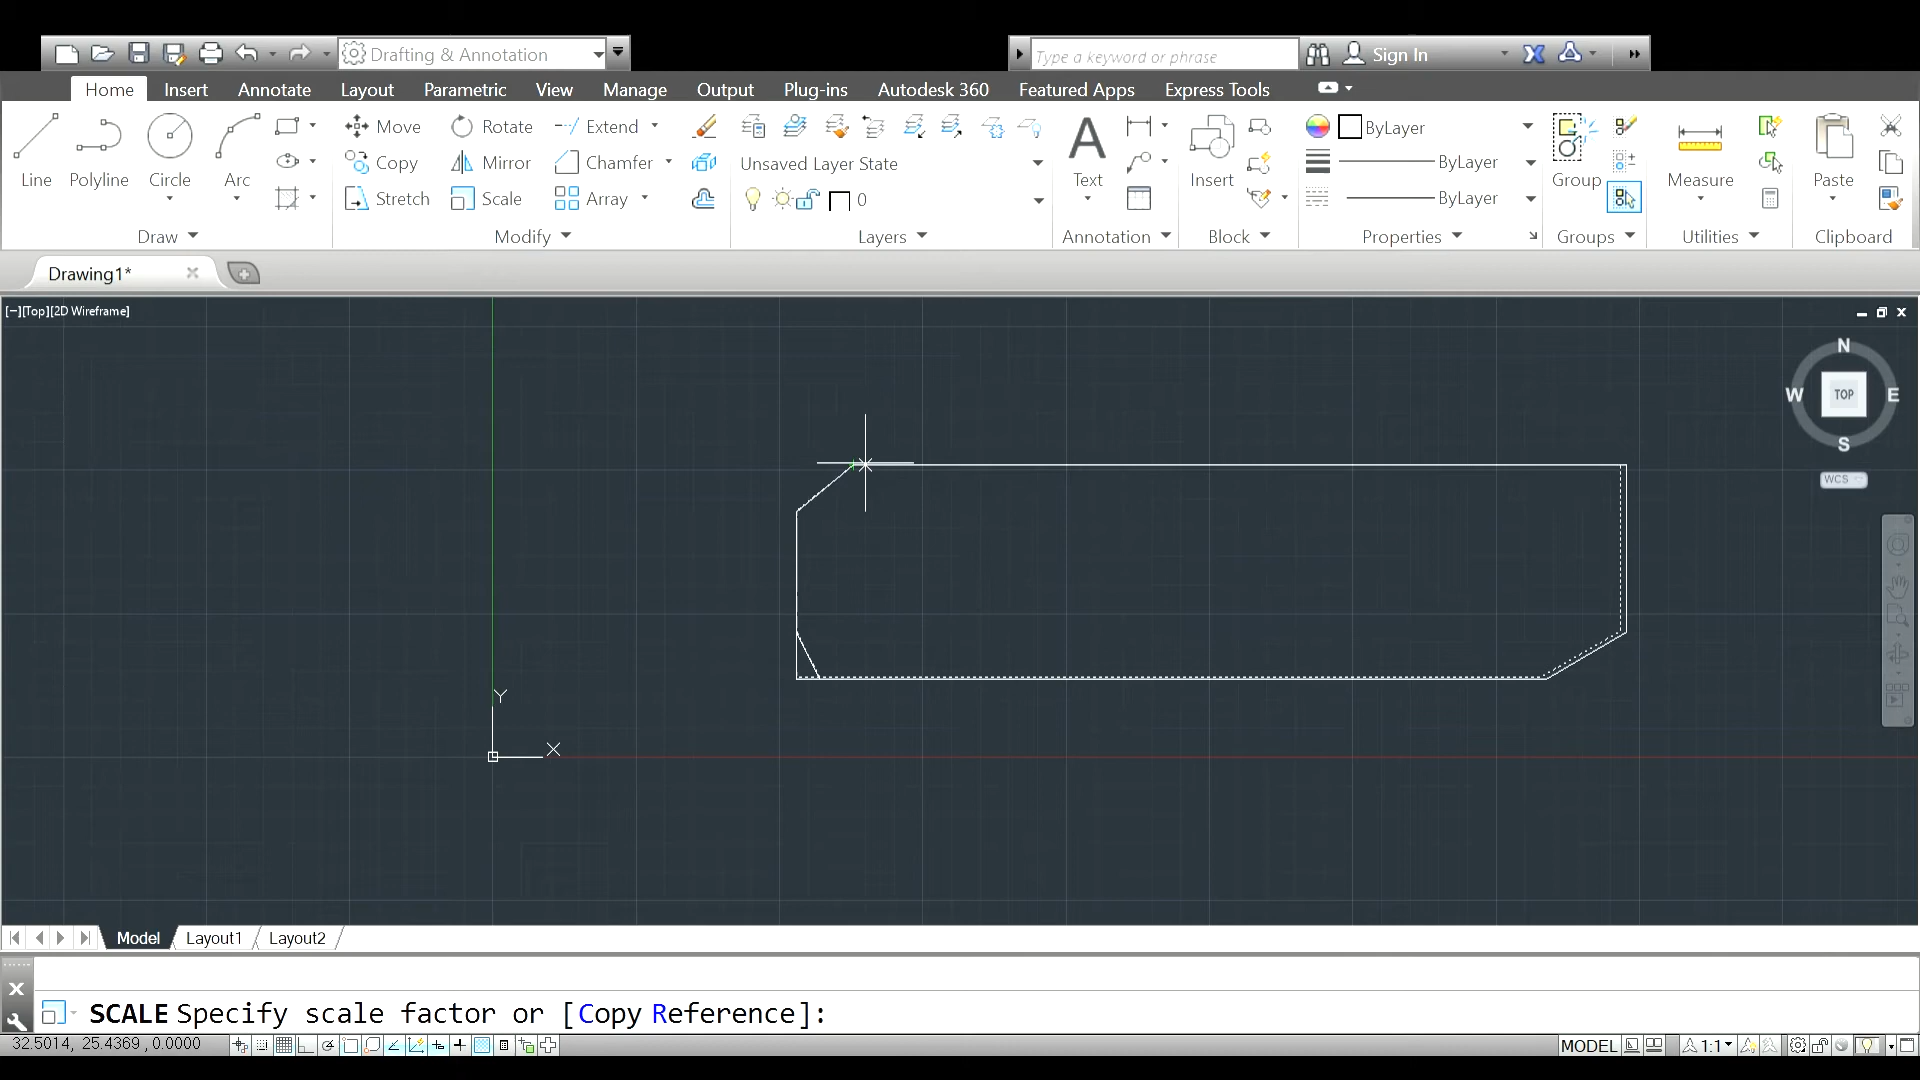 Drafting & Annotation
Type a keyword or phrase
Sign In
Home Insert Annotate Layout Parametric View Manage Output Plug-ins Autodesk 360 Featured Apps Express Tools
Move Rotate Extend ByLayer
Copy Mirror Chamfer Unsaved Layer State ByLayer
Line Polyline Circle Arc Text Insert Group Measure Paste
Stretch Scale Array 0 ByLayer
Draw Modify Layers Annotation Block Properties Groups Utilities Clipboard
Drawing1*
[−][Top][2D Wireframe]
N
W TOP E
S
WCS
Y
X
Model Layout1 Layout2
SCALE Specify scale factor or [Copy Reference]:
32.5014, 25.4369 , 0.0000 MODEL 1:1